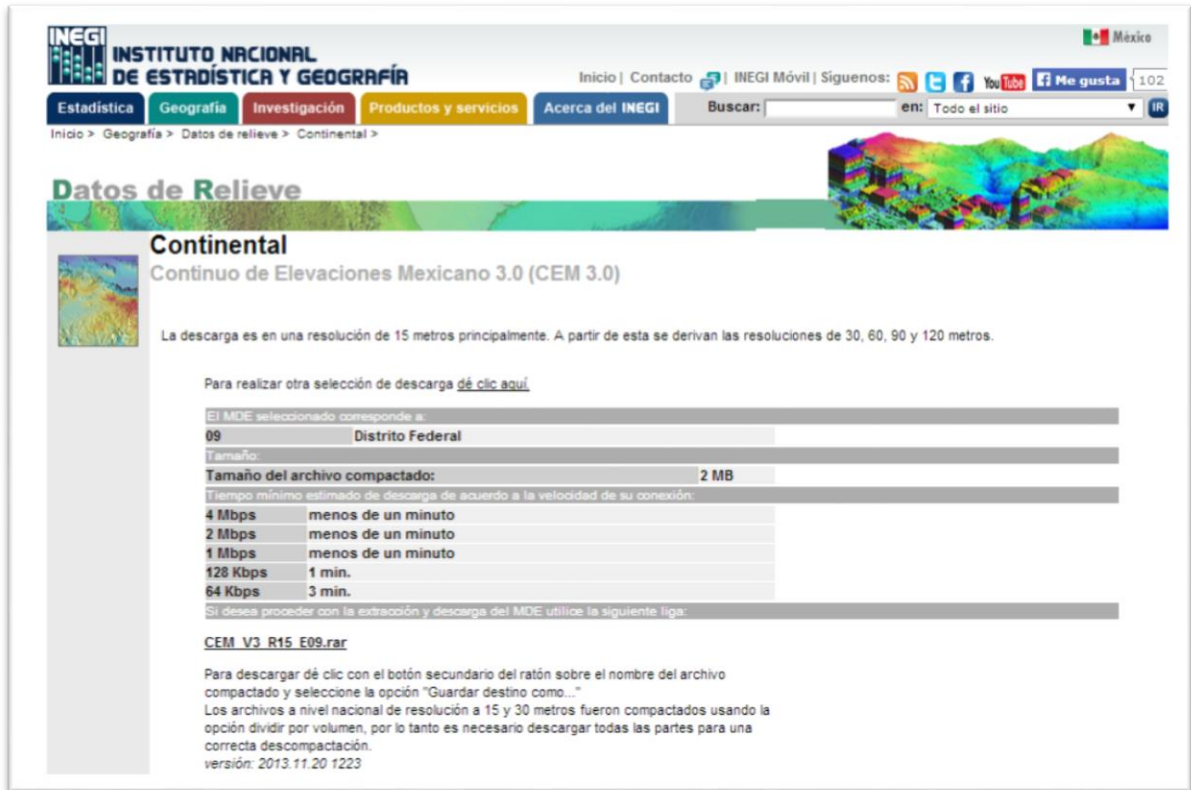 INEGI
INSTITUTO NACIONAL
DE ESTADÍSTICA Y GEOGRAFÍA
México
Inicio | Contacto | INEGI Móvil | Síguenos: YouTube f Me gusta 102
Estadística Geografía Investigación Productos y servicios Acerca del INEGI Buscar: en: Todo el sitio IR
Inicio > Geografía > Datos de relieve > Continental >
Datos de Relieve
Continental
Continuo de Elevaciones Mexicano 3.0 (CEM 3.0)
La descarga es en una resolución de 15 metros principalmente. A partir de esta se derivan las resoluciones de 30, 60, 90 y 120 metros.
Para realizar otra selección de descarga dé clic aquí.
El MDE seleccionado corresponde a:
09 Distrito Federal
Tamaño:
Tamaño del archivo compactado: 2 MB
Tiempo mínimo estimado de descarga de acuerdo a la velocidad de su conexión:
4 Mbps menos de un minuto
2 Mbps menos de un minuto
1 Mbps menos de un minuto
128 Kbps 1 min.
64 Kbps 3 min.
Si desea proceder con la extracción y descarga del MDE utilice la siguiente liga:
CEM_V3_R15_E09.rar
Para descargar dé clic con el botón secundario del ratón sobre el nombre del archivo
compactado y seleccione la opción "Guardar destino como..."
Los archivos a nivel nacional de resolución a 15 y 30 metros fueron compactados usando la
opción dividir por volumen, por lo tanto es necesario descargar todas las partes para una
correcta descompactación.
versión: 2013.11.20 1223